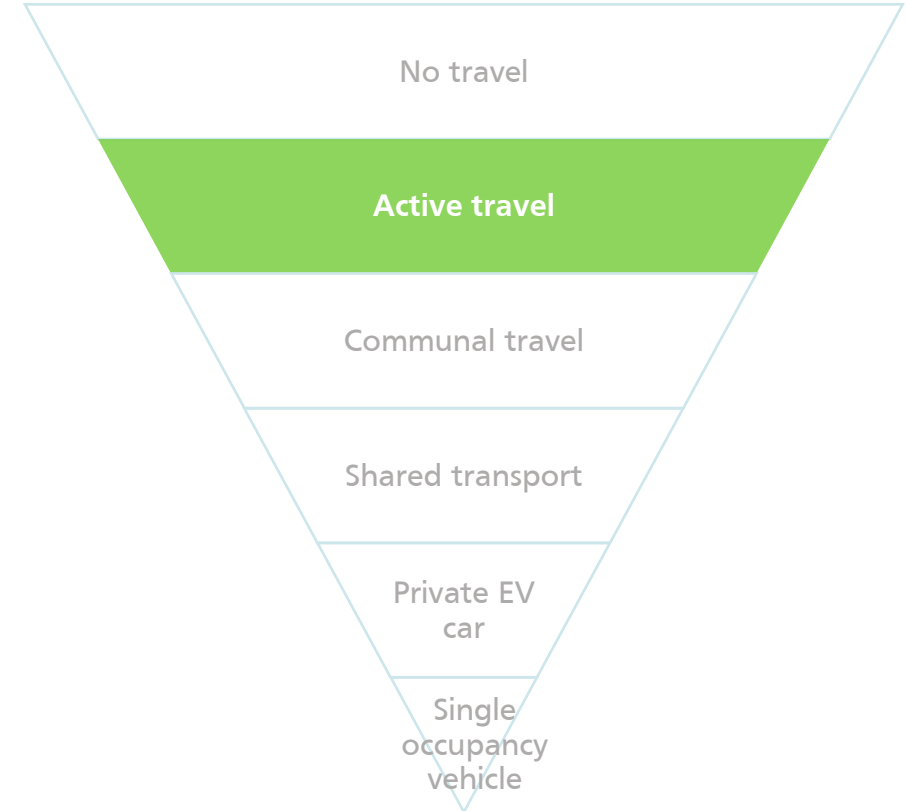 No travel
Active travel
Communal travel
Shared transport
Private EV
car
Single
occupancy
vehicle